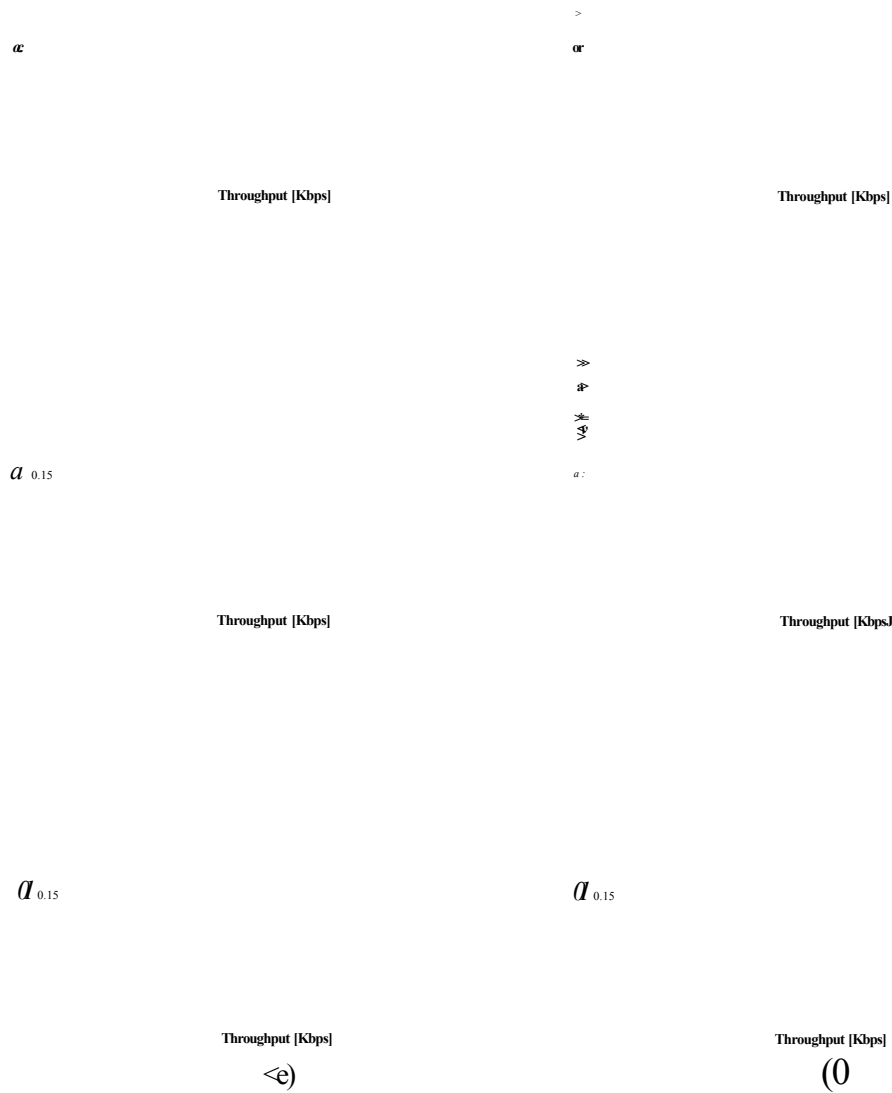 >
or
Throughput [Kbps]
Throughput [Kbps]
a 0.15
a :
Throughput [Kbps]
Throughput [KbpsJ
0.15
0.15
Throughput [Kbps]
Throughput [Kbps]
<e)
(0